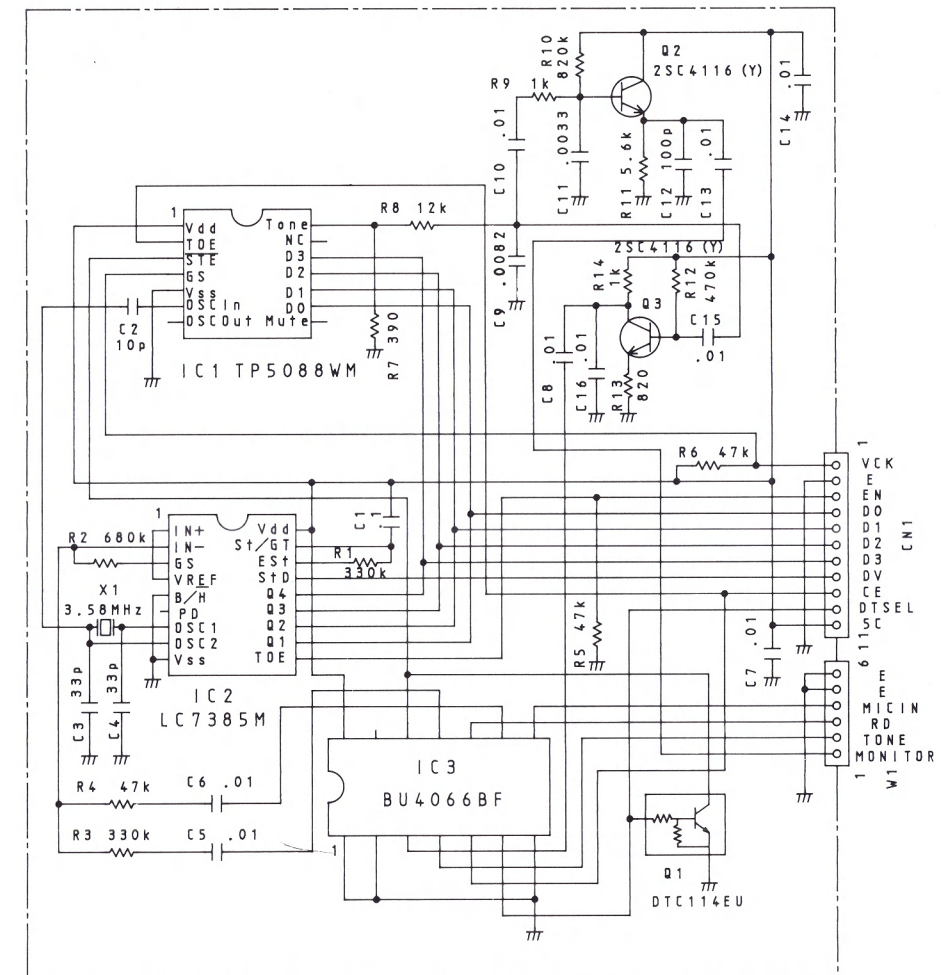 R10
820k
Q2
2SC4116 (Y)
R9 1k
C10 .01
C11 .0033
R11 5.6k
C12 100p
C13 .01
C14 .01
1
Vdd
TOE
STE
GS
Vss
OSCIn
OSCOut
Tone
NC
D3
D2
D1
D0
Mute
IC1 TP5088WM
C2
10p
R8 12k
R7 390
C9 .0082
2SC4116 (Y)
R14
1k
R12
470k
Q3
C15
.01
C8 .01
C16 .01
R13
820
R6 47k
1
VCK
E
EN
D0
D1
D2
D3
DV
CE
DTSEL
5C
11
CN1
6
E
E
MICIN
RD
TONE
MONITOR
1
W1
1
IN+
IN-
GS
VREF
B/H
PD
OSC1
OSC2
Vss
Vdd
St/GT
ESt
StD
Q4
Q3
Q2
Q1
TOE
IC2
LC7385M
R2 680k
X1
3.58MHz
C3 33p
C4 33p
C1 .1
R1
330k
R5 47k
C7 .01
R4 47k
C6 .01
R3 330k
C5 .01
1
IC3
BU4066BF
Q1
DTC114EU